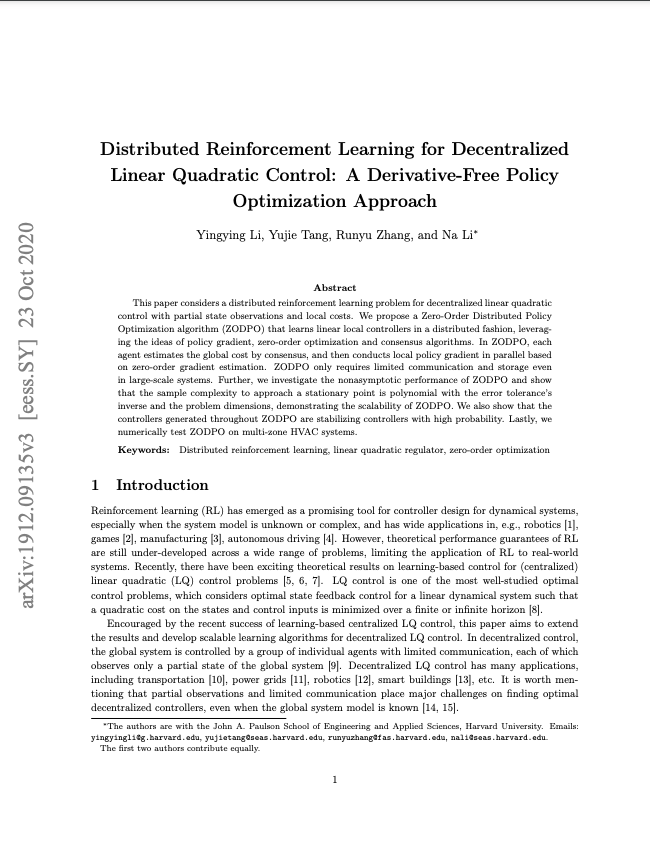 arXiv:1912.09135v3 [eess.SY] 23 Oct 2020
Distributed Reinforcement Learning for Decentralized
Linear Quadratic Control: A Derivative-Free Policy
Optimization Approach
Yingying Li, Yujie Tang, Runyu Zhang, and Na Li*
Abstract
This paper considers a distributed reinforcement learning problem for decentralized linear quadratic
control with partial state observations and local costs. We propose a Zero-Order Distributed Policy
Optimization algorithm (ZODPO) that learns linear local controllers in a distributed fashion, leverag-
ing the ideas of policy gradient, zero-order optimization and consensus algorithms. In ZODPO, each
agent estimates the global cost by consensus, and then conducts local policy gradient in parallel based
on zero-order gradient estimation. ZODPO only requires limited communication and storage even
in large-scale systems. Further, we investigate the nonasymptotic performance of ZODPO and show
that the sample complexity to approach a stationary point is polynomial with the error tolerance's
inverse and the problem dimensions, demonstrating the scalability of ZODPO. We also show that the
controllers generated throughout ZODPO are stabilizing controllers with high probability. Lastly, we
numerically test ZODPO on multi-zone HVAC systems.
Keywords: Distributed reinforcement learning, linear quadratic regulator, zero-order optimization
1 Introduction
Reinforcement learning (RL) has emerged as a promising tool for controller design for dynamical systems,
especially when the system model is unknown or complex, and has wide applications in, e.g., robotics [1],
games [2], manufacturing [3], autonomous driving [4]. However, theoretical performance guarantees of RL
are still under-developed across a wide range of problems, limiting the application of RL to real-world
systems. Recently, there have been exciting theoretical results on learning-based control for (centralized)
linear quadratic (LQ) control problems [5, 6, 7]. LQ control is one of the most well-studied optimal
control problems, which considers optimal state feedback control for a linear dynamical system such that
a quadratic cost on the states and control inputs is minimized over a finite or infinite horizon [8].
Encouraged by the recent success of learning-based centralized LQ control, this paper aims to extend
the results and develop scalable learning algorithms for decentralized LQ control. In decentralized control,
the global system is controlled by a group of individual agents with limited communication, each of which
observes only a partial state of the global system [9]. Decentralized LQ control has many applications,
including transportation [10], power grids [11], robotics [12], smart buildings [13], etc. It is worth men-
tioning that partial observations and limited communication place major challenges on finding optimal
decentralized controllers, even when the global system model is known [14, 15].
*The authors are with the John A. Paulson School of Engineering and Applied Sciences, Harvard University. Emails:
yingyingli@g.harvard.edu, yujietang@seas.harvard.edu, runyuzhang@fas.harvard.edu, nali@seas.harvard.edu.
The first two authors contribute equally.
1